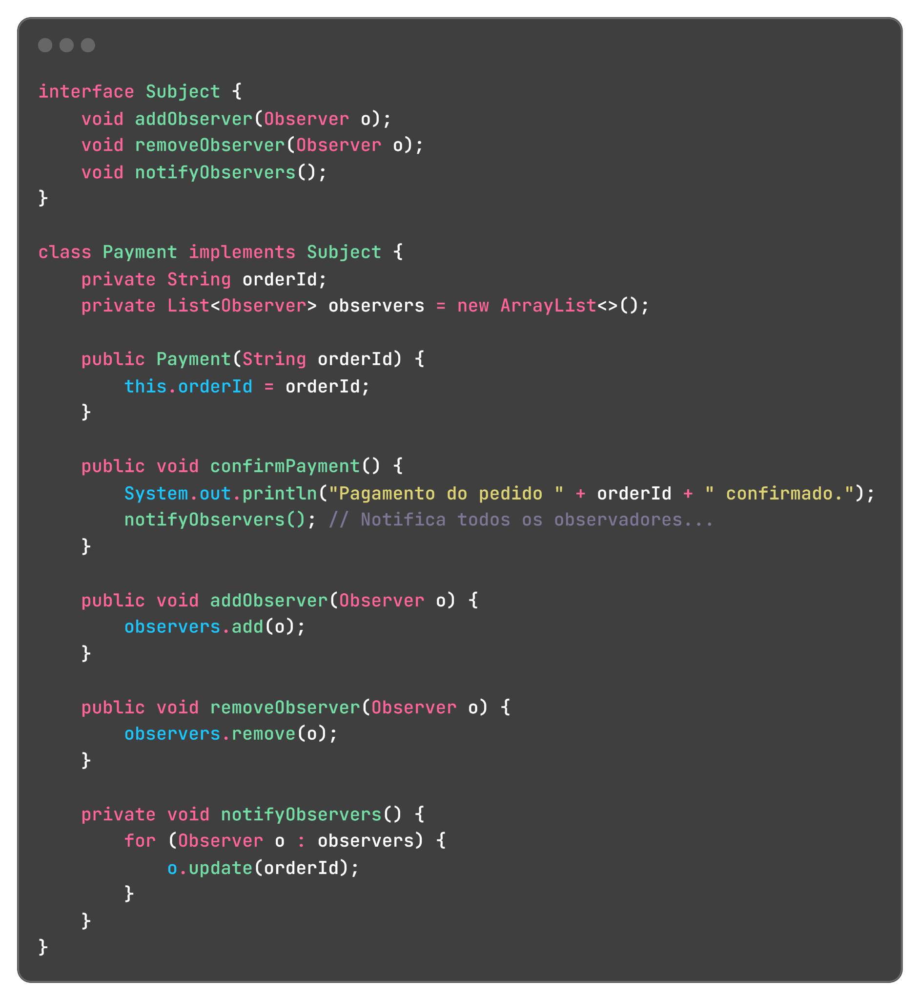 interface Subject {
    void addObserver(Observer o);
    void removeObserver(Observer o);
    void notifyObservers();
}

class Payment implements Subject {
    private String orderId;
    private List<Observer> observers = new ArrayList<>();

    public Payment(String orderId) {
        this.orderId = orderId;
    }

    public void confirmPayment() {
        System.out.println("Pagamento do pedido " + orderId + " confirmado.");
        notifyObservers(); // Notifica todos os observadores...
    }

    public void addObserver(Observer o) {
        observers.add(o);
    }

    public void removeObserver(Observer o) {
        observers.remove(o);
    }

    private void notifyObservers() {
        for (Observer o : observers) {
            o.update(orderId);
        }
    }
}